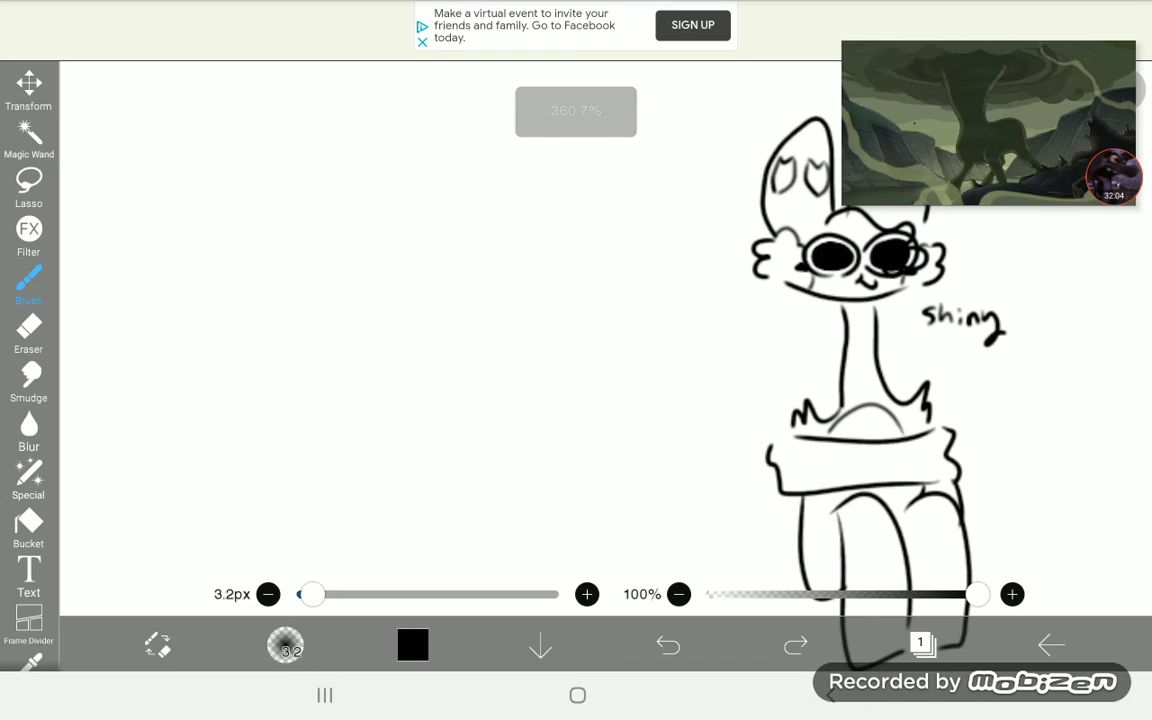 Make a virtual event to invite your
friends and family. Go to Facebook
today.
SIGN UP
360.7%
Transform
Magic Wand
Lasso
FX
Filter
Brush
Eraser
Smudge
Blur
Special
Bucket
T
Text
Frame Divider
32:04
shiny
3.2px
100%
3.2
1
Recorded by mobizen